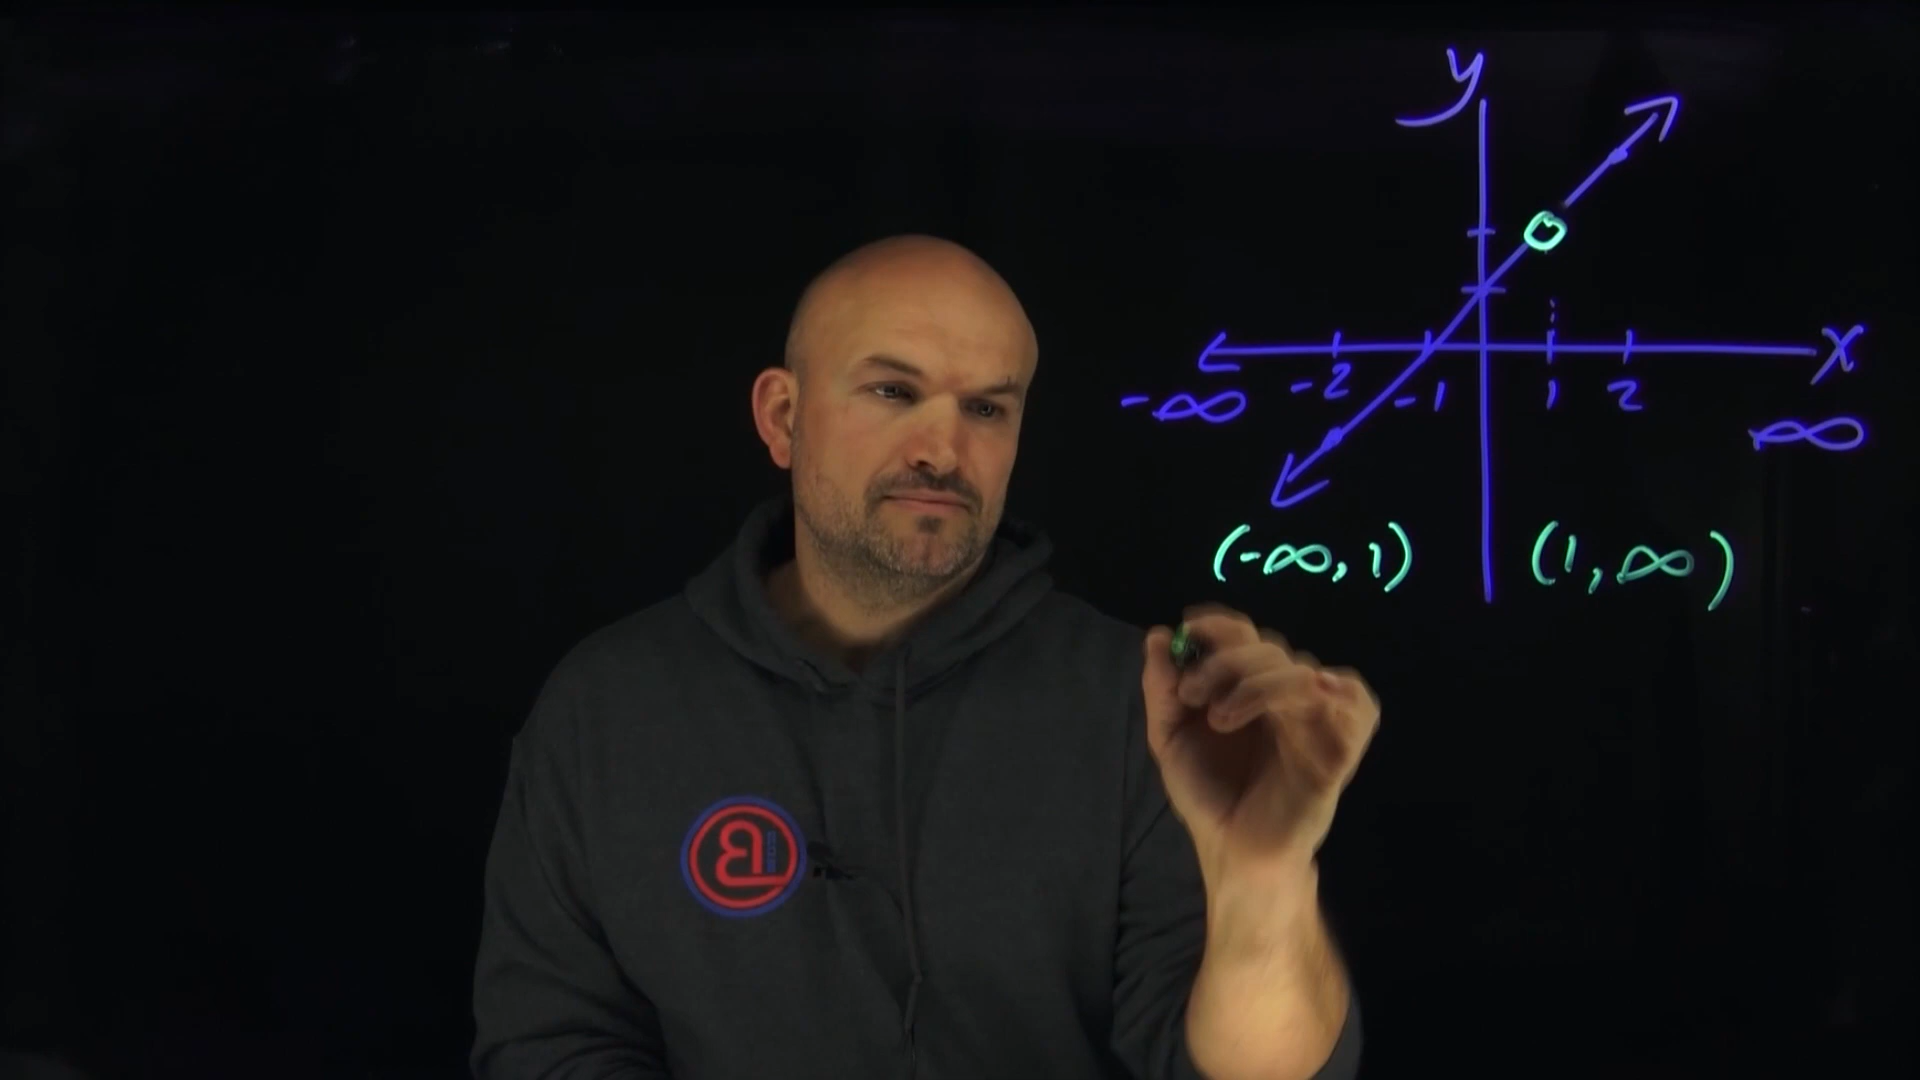 y
x
-∞ -2 -1 1 2 ∞
(-∞, 1) (1, ∞)